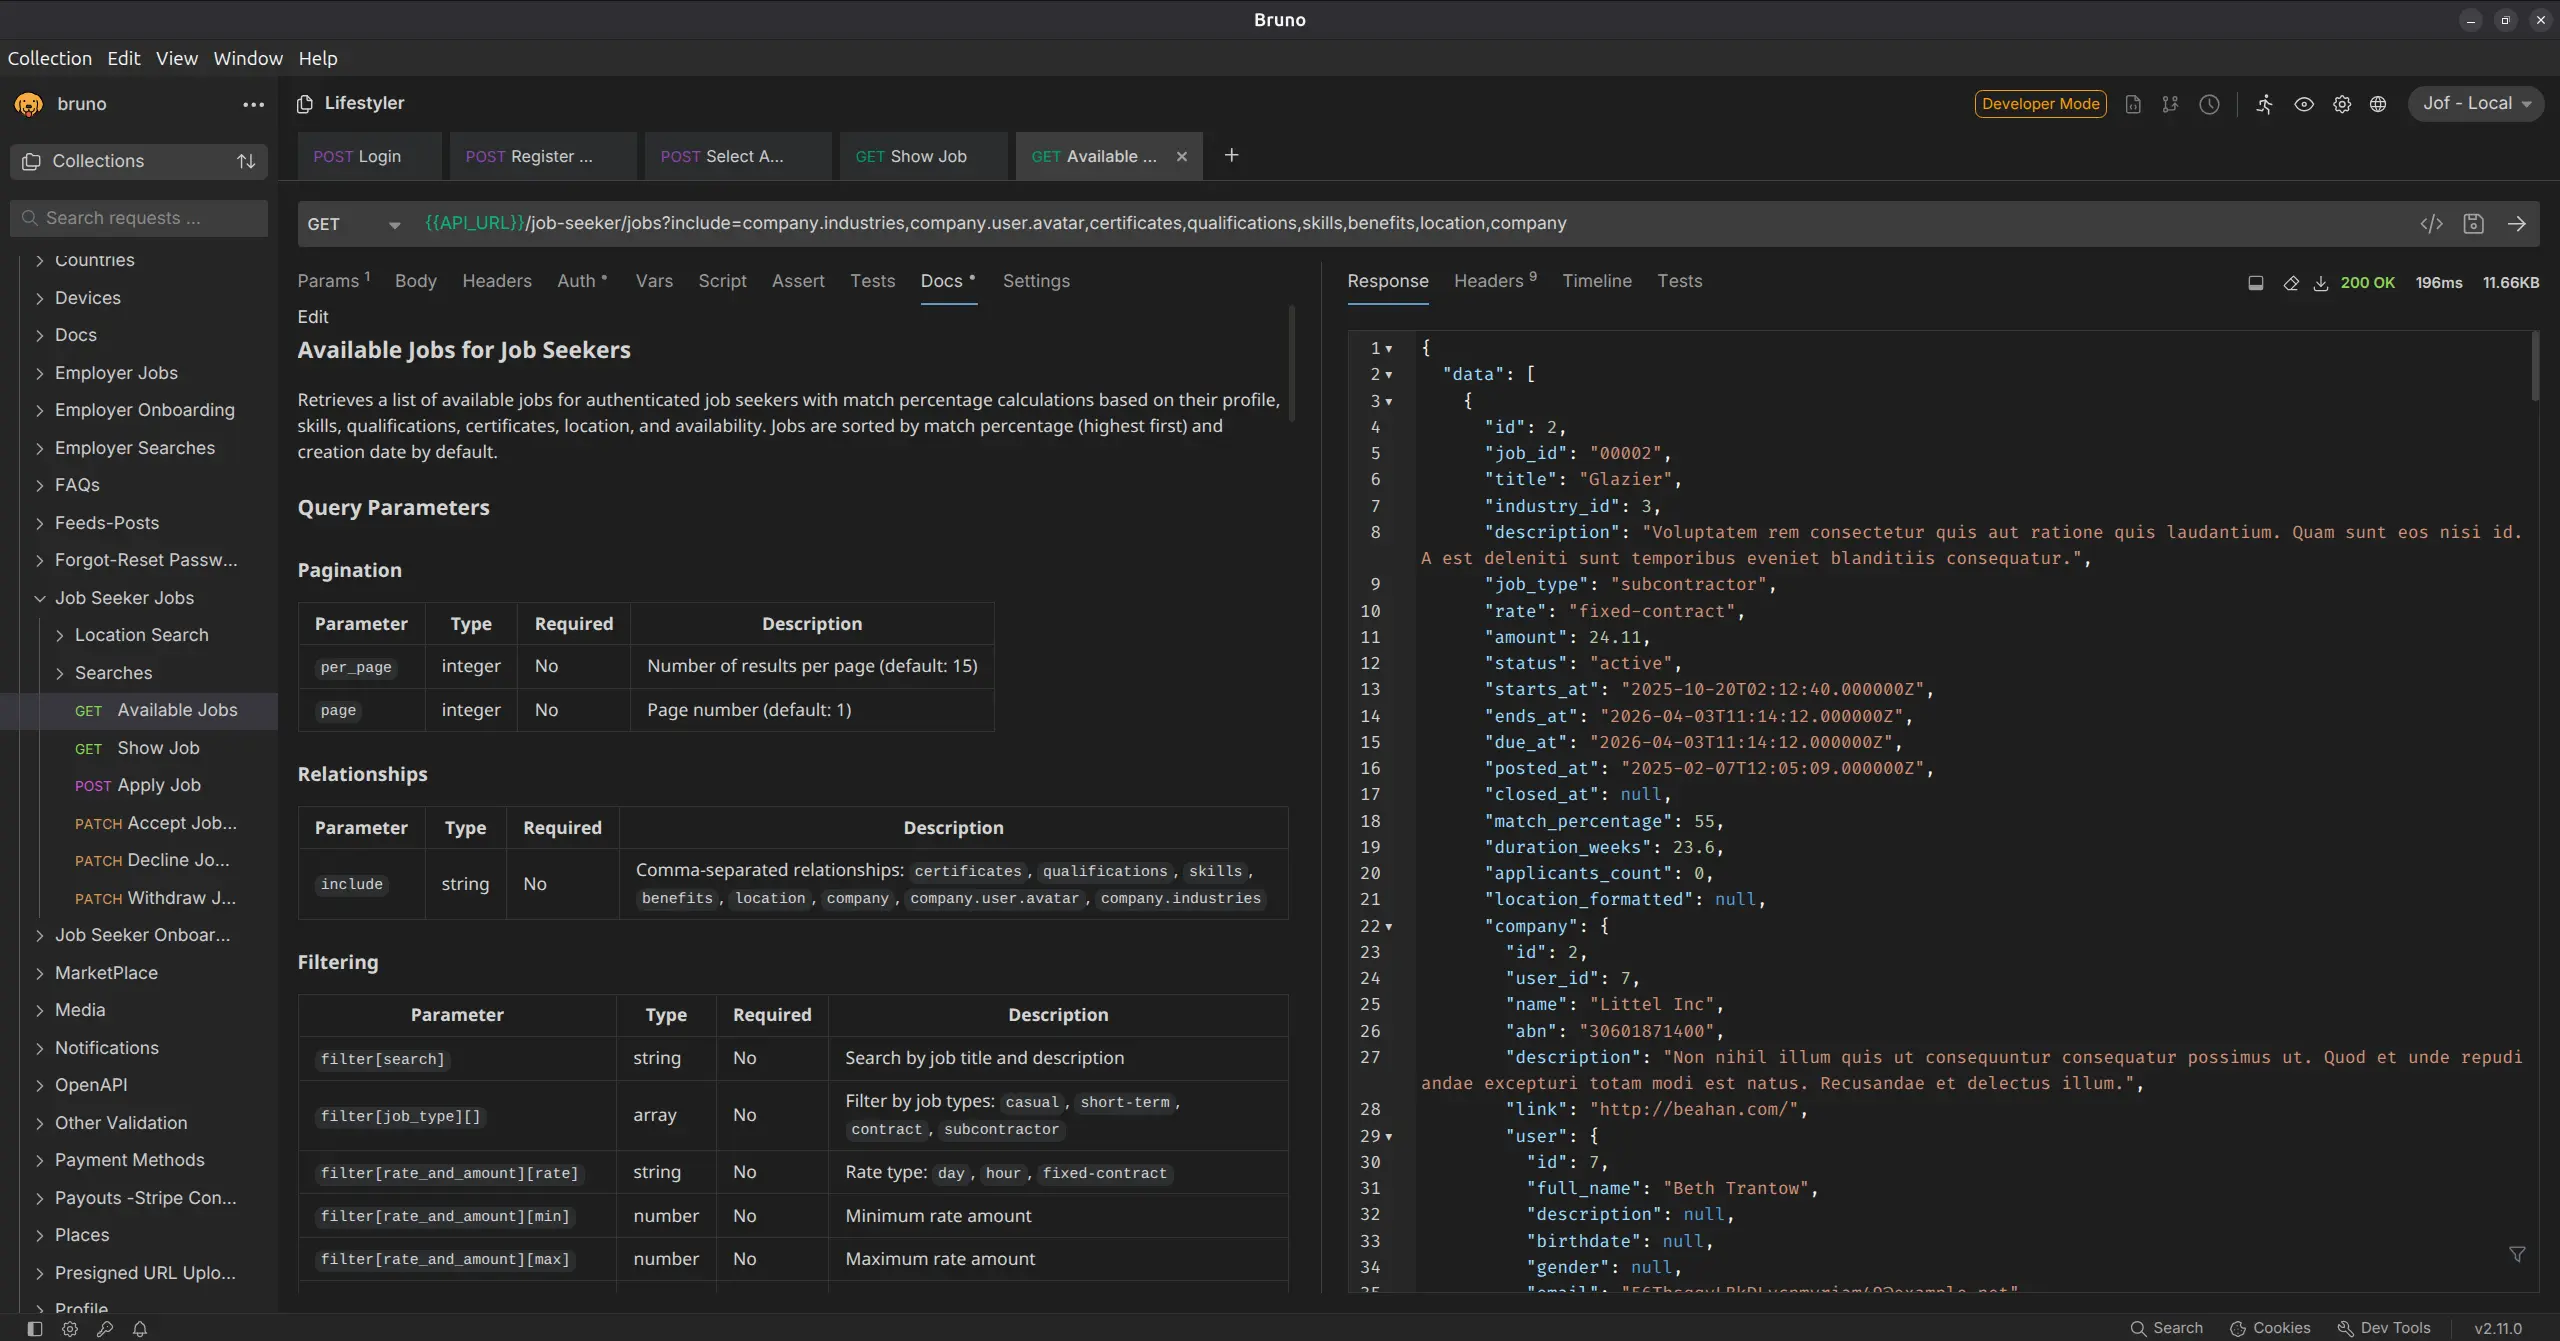 Bruno
Collection Edit View Window Help
bruno
Lifestyler
Developer Mode
Jof - Local
Collections
POST Login
POST Register ...
POST Select A...
GET Show Job
GET Available ...
Search requests ...
GET
{{API_URL}}/job-seeker/jobs?include=company.industries,company.user.avatar,certificates,qualifications,skills,benefits,location,company
Countries
Devices
Docs
Employer Jobs
Employer Onboarding
Employer Searches
FAQs
Feeds-Posts
Forgot-Reset Passw...
Job Seeker Jobs
Location Search
Searches
GET Available Jobs
GET Show Job
POST Apply Job
PATCH Accept Job...
PATCH Decline Jo...
PATCH Withdraw J...
Job Seeker Onboar...
MarketPlace
Media
Notifications
OpenAPI
Other Validation
Payment Methods
Payouts -Stripe Con...
Places
Presigned URL Uplo...
Profile
Params 1 Body Headers Auth • Vars Script Assert Tests Docs • Settings
Edit
Available Jobs for Job Seekers
Retrieves a list of available jobs for authenticated job seekers with match percentage calculations based on their profile,
skills, qualifications, certificates, location, and availability. Jobs are sorted by match percentage (highest first) and
creation date by default.
Query Parameters
Pagination
Parameter Type Required Description
per_page integer No Number of results per page (default: 15)
page integer No Page number (default: 1)
Relationships
Parameter Type Required Description
include string No Comma-separated relationships: certificates, qualifications, skills,
benefits, location, company, company.user.avatar, company.industries
Filtering
Parameter Type Required Description
filter[search] string No Search by job title and description
filter[job_type][] array No Filter by job types: casual, short-term,
contract, subcontractor
filter[rate_and_amount][rate] string No Rate type: day, hour, fixed-contract
filter[rate_and_amount][min] number No Minimum rate amount
filter[rate_and_amount][max] number No Maximum rate amount
Response Headers 9 Timeline Tests
200 OK 196ms 11.66KB
1 {
2 "data": [
3 {
4 "id": 2,
5 "job_id": "00002",
6 "title": "Glazier",
7 "industry_id": 3,
8 "description": "Voluptatem rem consectetur quis aut ratione quis laudantium. Quam sunt eos nisi id.
A est deleniti sunt temporibus eveniet blanditiis consequatur.",
9 "job_type": "subcontractor",
10 "rate": "fixed-contract",
11 "amount": 24.11,
12 "status": "active",
13 "starts_at": "2025-10-20T02:12:40.000000Z",
14 "ends_at": "2026-04-03T11:14:12.000000Z",
15 "due_at": "2026-04-03T11:14:12.000000Z",
16 "posted_at": "2025-02-07T12:05:09.000000Z",
17 "closed_at": null,
18 "match_percentage": 55,
19 "duration_weeks": 23.6,
20 "applicants_count": 0,
21 "location_formatted": null,
22 "company": {
23 "id": 2,
24 "user_id": 7,
25 "name": "Littel Inc",
26 "abn": "30601871400",
27 "description": "Non nihil illum quis ut consequuntur consequatur possimus ut. Quod et unde repudi
andae excepturi totam modi est natus. Recusandae et delectus illum.",
28 "link": "http://beahan.com/",
29 "user": {
30 "id": 7,
31 "full_name": "Beth Trantow",
32 "description": null,
33 "birthdate": null,
34 "gender": null,
35
Search Cookies Dev Tools v2.11.0